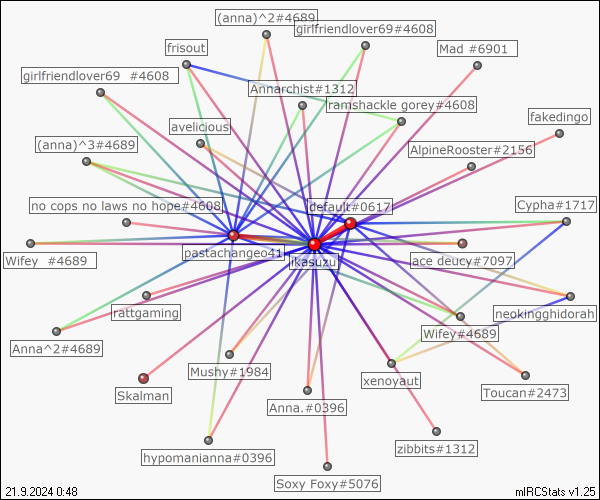 (anna)^2#4689
girlfriendlover69#4608
frisout
Mad #6901
girlfriendlover69 #4608
Annarchist#1312
ramshackle gorey#4608
fakedingo
avelicious
(anna)^3#4689
AlpineRooster#2156
no cops no laws no hope#4608
default#0617
Cypha#1717
Wifey #4689
pastachangeo41
ikasuzu
ace deucy#7097
rattgaming
neokingghidorah
Wifey#4689
Anna^2#4689
Mushy#1984
xenoyaut
Skalman
Anna.#0396
Toucan#2473
hypomanianna#0396
zibbits#1312
Soxy Foxy#5076
21.9.2024 0:48
mIRCStats v1.25